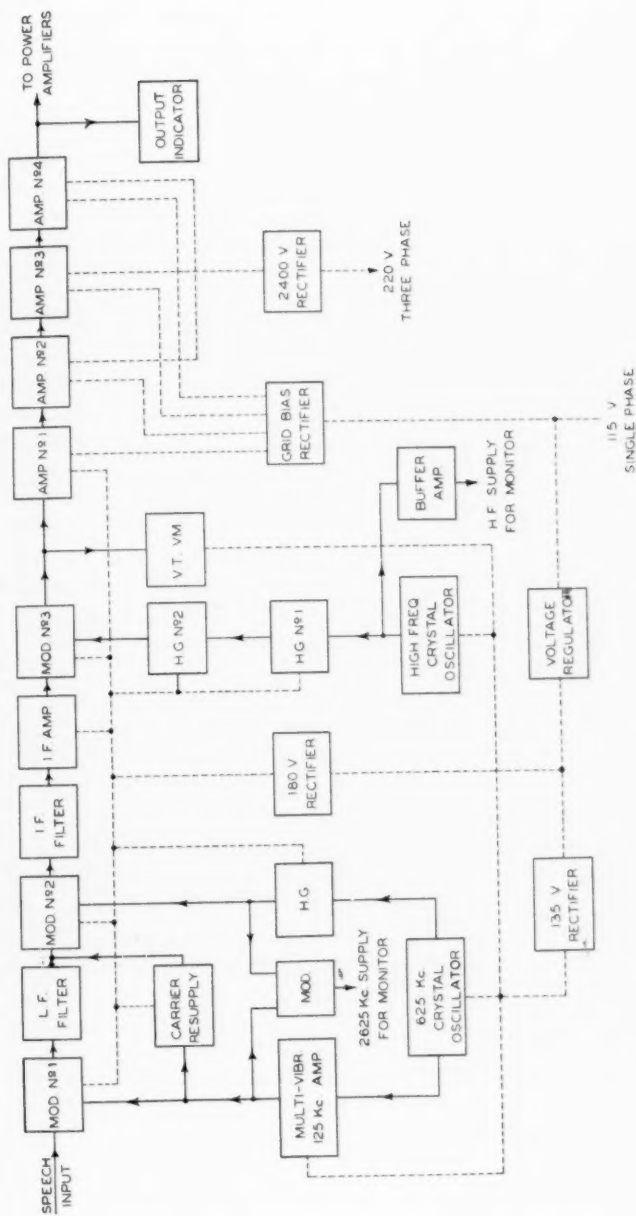 SPEECH
INPUT
MOD Nº1
L.F.
FILTER
MOD Nº2
I F.
FILTER
I F AMP
MOD Nº3
AMP Nº1
AMP Nº2
AMP Nº3
AMP Nº4
TO POWER
AMPLIFIERS
OUTPUT
INDICATOR
CARRIER
RESUPPLY
V T. VM
H G Nº2
HG Nº1
HG
MOD.
2625 Kc SUPPLY
FOR MONITOR
MULTI-VIBR.
125 Kc AMP
625 Kc.
CRYSTAL
OSCILLATOR
180 V
RECTIFIER
HIGH FREQ
CRYSTAL
OSCILLATOR
BUFFER
AMP
H F SUPPLY
FOR MONITOR
GRID BIAS
RECTIFIER
2400 V
RECTIFIER
220 V
THREE PHASE
135 V
RECTIFIER
VOLTAGE
REGULATOR
115 V
SINGLE PHASE